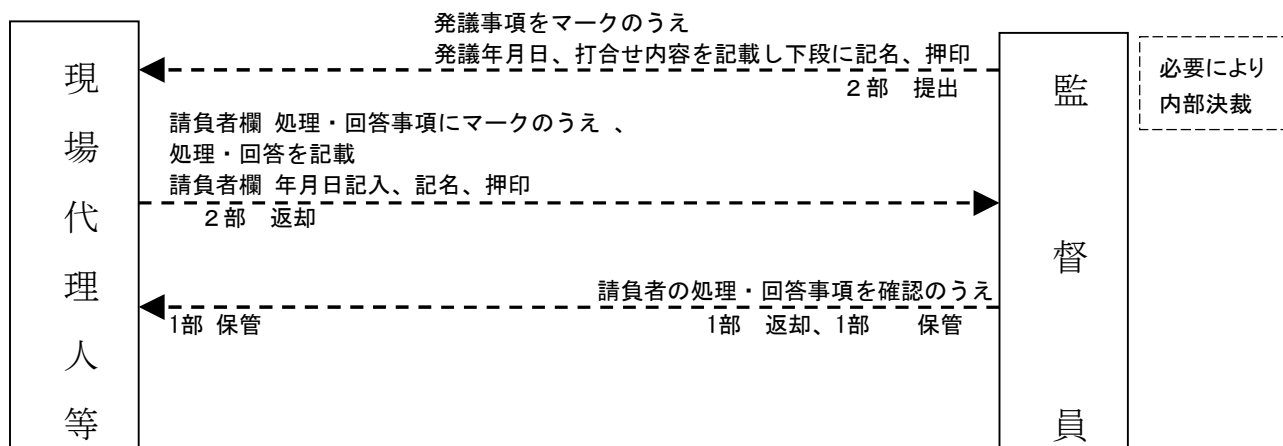 現場代理人等
発議事項をマークのうえ
発議年月日、打合せ内容を記載し下段に記名、押印
2部　提出
請負者欄 処理・回答事項にマークのうえ 、
処理・回答を記載
請負者欄 年月日記入、記名、押印
2部　返却
請負者の処理・回答事項を確認のうえ
1部 保管
1部　返却、1部　　保管
監督員
必要により
内部決裁